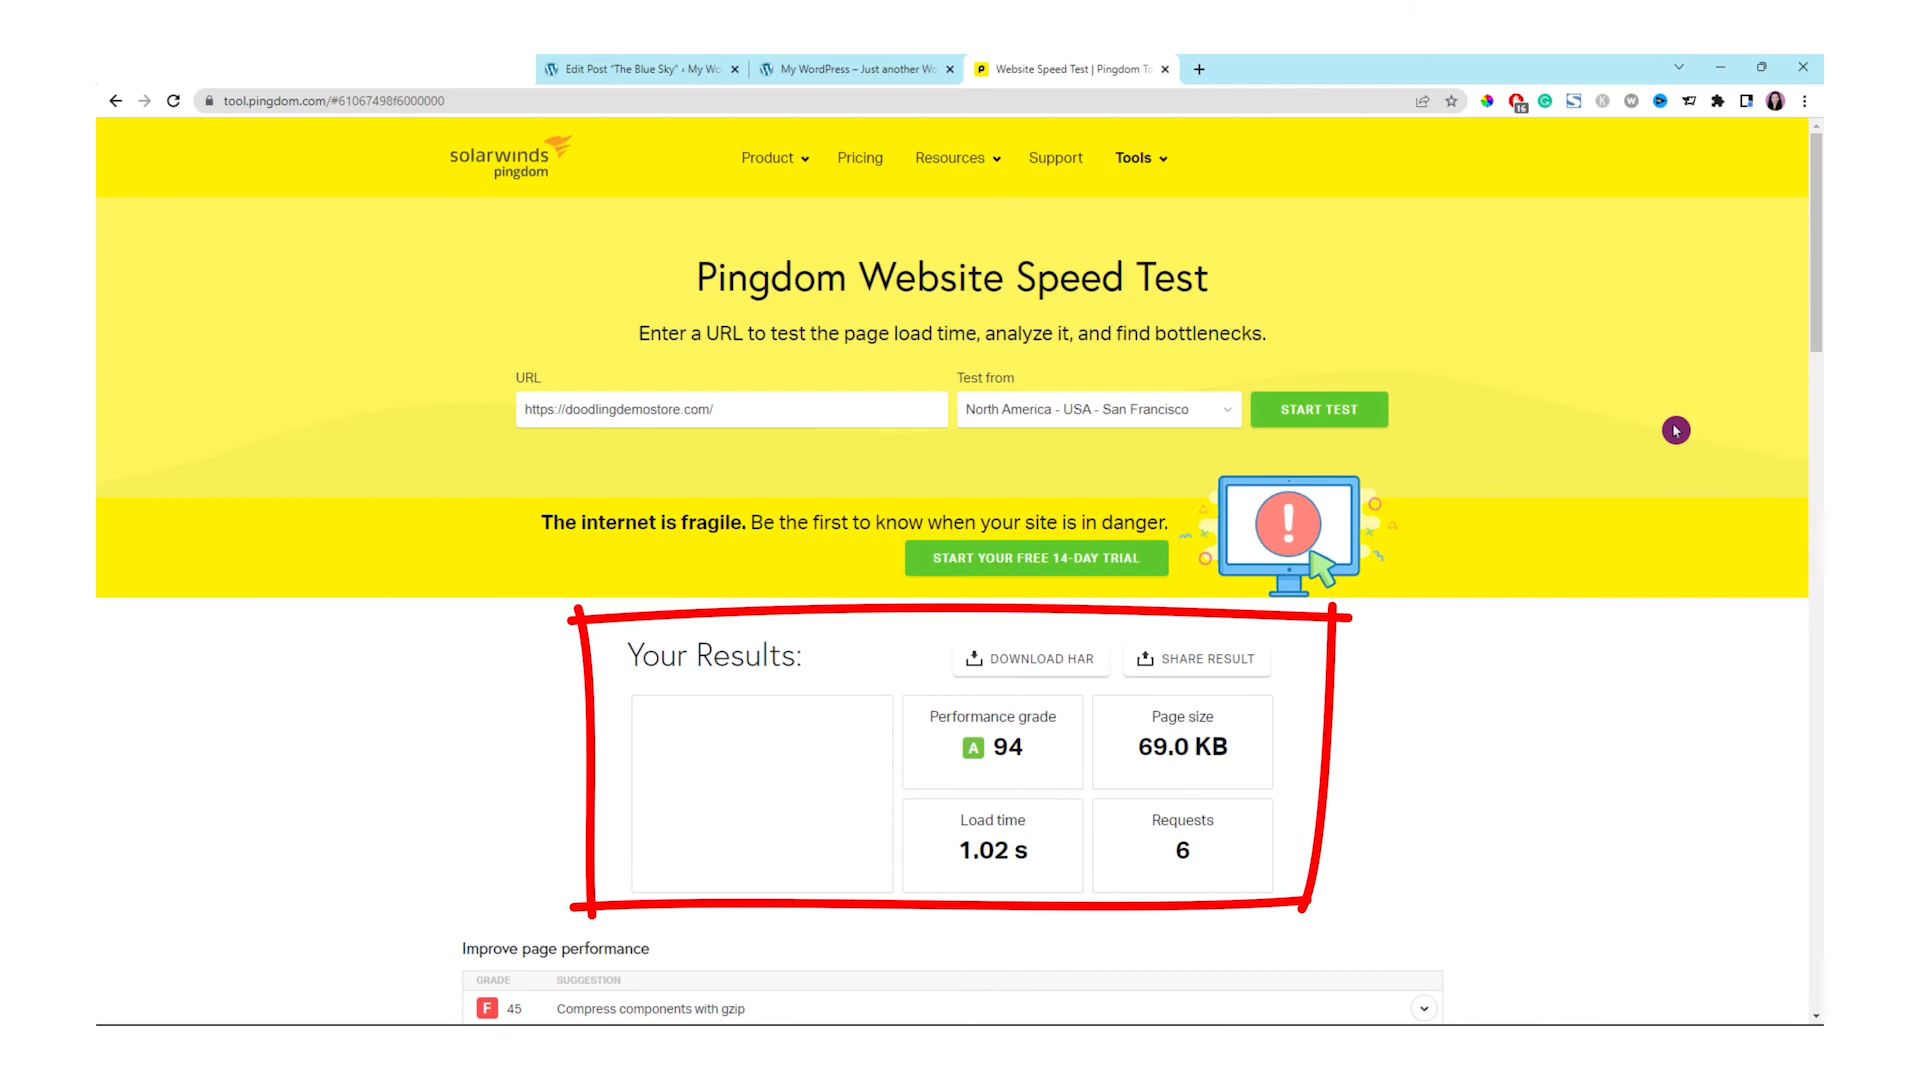 Edit Post “The Blue Sky” ‹ My Wo
My WordPress – Just another Wo
Website Speed Test | Pingdom To
tool.pingdom.com/#61067498f6000000
16
solarwinds
pingdom
Product
Pricing
Resources
Support
Tools
Pingdom Website Speed Test
Enter a URL to test the page load time, analyze it, and find bottlenecks.
URL
Test from
https://doodlingdemostore.com/
North America - USA - San Francisco
START TEST
The internet is fragile. Be the first to know when your site is in danger.
START YOUR FREE 14-DAY TRIAL
Your Results:
DOWNLOAD HAR
SHARE RESULT
Performance grade
A 94
Page size
69.0 KB
Load time
1.02 s
Requests
6
Improve page performance
GRADE
SUGGESTION
F 45
Compress components with gzip